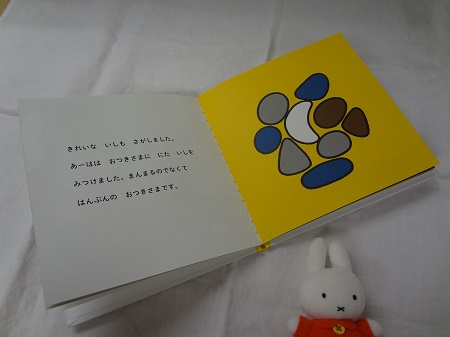 きれいな いしも さがしました。
あーはは おつきさまに にた いしを
みつけました。まんまるのでなくて
はんぶんの おつきさまです。